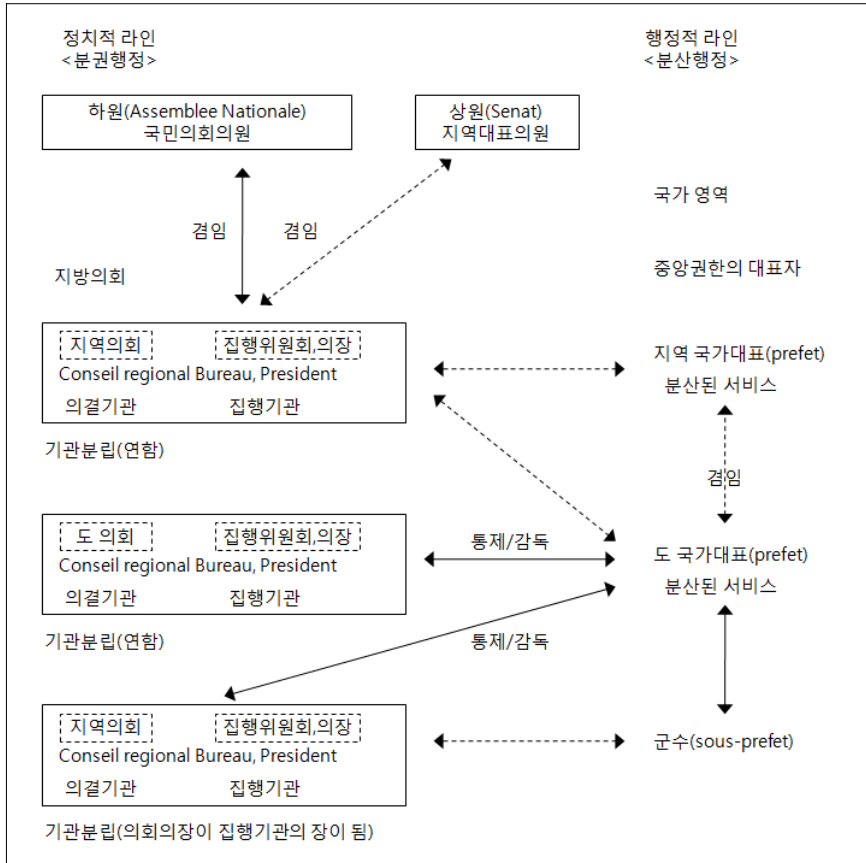 정치적 라인
<분권행정>
행정적 라인
<분산행정>
하원(Assemblee Nationale)
국민의회의원
상원(Senat)
지역대표의원
국가 영역
겸임
겸임
중앙권한의 대표자
지방의회
지역의회 집행위원회,의장
Conseil regional Bureau, President
의결기관 집행기관
기관분립(연함)
지역 국가대표(prefet)
분산된 서비스
겸임
도 의회 집행위원회,의장
Conseil regional Bureau, President
의결기관 집행기관
기관분립(연함)
통제/감독
도 국가대표(prefet)
분산된 서비스
통제/감독
지역의회 집행위원회,의장
Conseil regional Bureau, President
의결기관 집행기관
기관분립(의회의장이 집행기관의 장이 됨)
군수(sous-prefet)